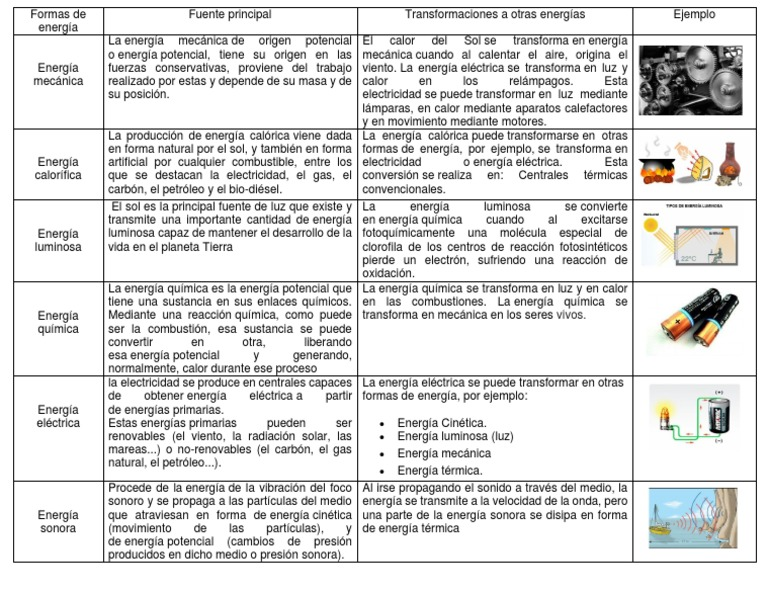 Formas de
energía
Fuente principal
Transformaciones a otras energías
Ejemplo
Energía
mecánica
La energía mecánica de origen potencial
o energía potencial, tiene su origen en las
fuerzas conservativas, proviene del trabajo
realizado por estas y depende de su masa y de
su posición.
El calor del Sol se transforma en energía
mecánica cuando al calentar el aire, origina el
viento. La energía eléctrica se transforma en luz y
calor en los relámpagos. Esta
electricidad se puede transformar en luz mediante
lámparas, en calor mediante aparatos calefactores
y en movimiento mediante motores.
Energía
calorífica
La producción de energía calórica viene dada
en forma natural por el sol, y también en forma
artificial por cualquier combustible, entre los
que se destacan la electricidad, el gas, el
carbón, el petróleo y el bio-diésel.
La energía calórica puede transformarse en otras
formas de energía, por ejemplo, se transforma en
electricidad o energía eléctrica. Esta
conversión se realiza en: Centrales térmicas
convencionales.
Energía
luminosa
El sol es la principal fuente de luz que existe y
transmite una importante cantidad de energía
luminosa capaz de mantener el desarrollo de la
vida en el planeta Tierra
La energía luminosa se convierte
en energía química cuando al excitarse
fotoquímicamente una molécula especial de
clorofila de los centros de reacción fotosintéticos
pierde un electrón, sufriendo una reacción de
oxidación.
TIPOS DE ENERGÍA LUMINOSA
22°C
Energía
química
La energía química es la energía potencial que
tiene una sustancia en sus enlaces químicos.
Mediante una reacción química, como puede
ser la combustión, esa sustancia se puede
convertir en otra, liberando
esa energía potencial y generando,
normalmente, calor durante ese proceso
La energía química se transforma en luz y en calor
en las combustiones. La energía química se
transforma en mecánica en los seres vivos.
Energía
eléctrica
la electricidad se produce en centrales capaces
de obtener energía eléctrica a partir
de energías primarias.
Estas energías primarias pueden ser
renovables (el viento, la radiación solar, las
mareas...) o no-renovables (el carbón, el gas
natural, el petróleo...).
La energía eléctrica se puede transformar en otras
formas de energía, por ejemplo:
• Energía Cinética.
• Energía luminosa (luz)
• Energía mecánica
• Energía térmica.
(+)
(-)
Energía
sonora
Procede de la energía de la vibración del foco
sonoro y se propaga a las partículas del medio
que atraviesan en forma de energía cinética
(movimiento de las partículas), y
de energía potencial (cambios de presión
producidos en dicho medio o presión sonora).
Al irse propagando el sonido a través del medio, la
energía se transmite a la velocidad de la onda, pero
una parte de la energía sonora se disipa en forma
de energía térmica